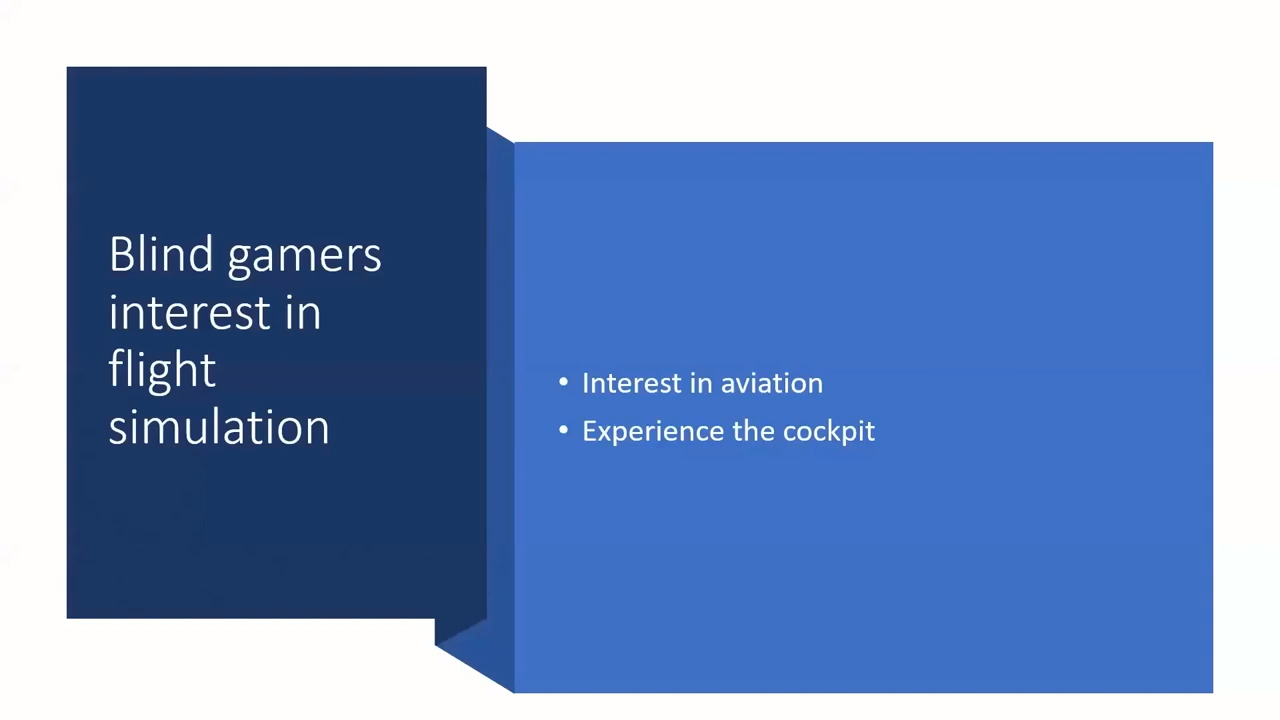 Blind gamers
interest in
flight
simulation
• Interest in aviation
• Experience the cockpit